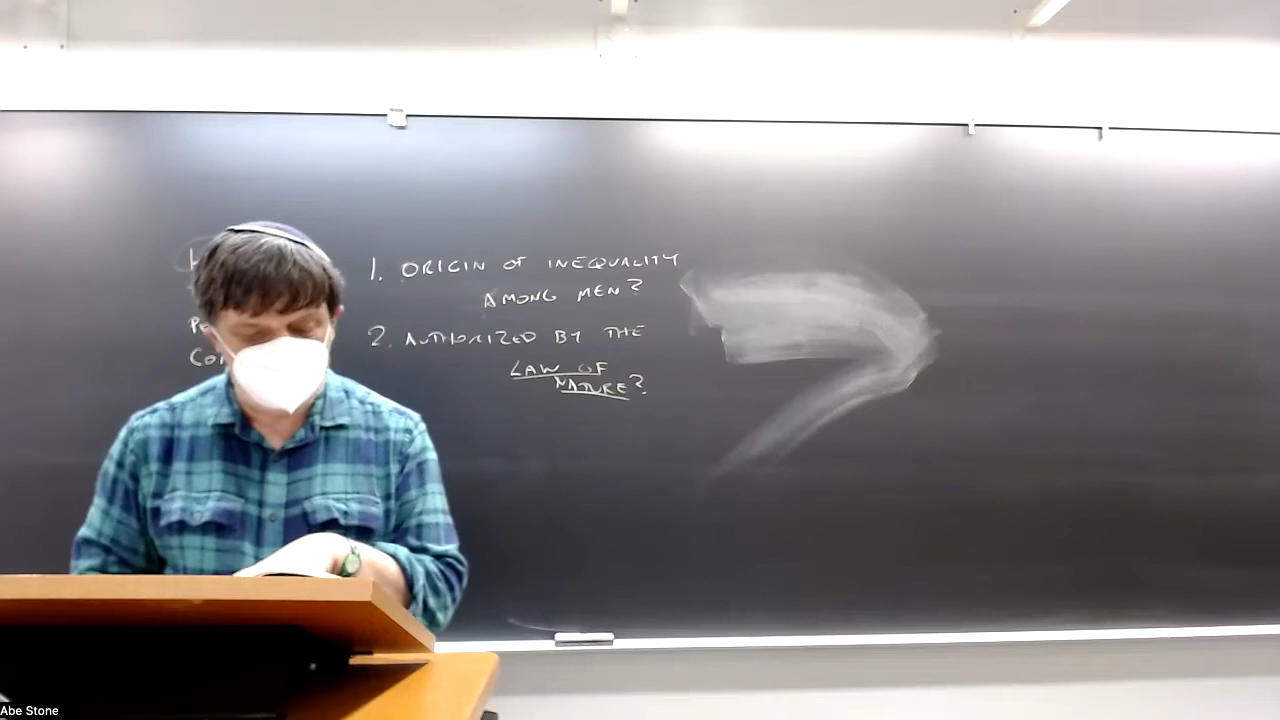 1. ORIGIN OF INEQUALITY
AMONG MEN?
2. AUTHORIZED BY THE
LAW OF
NATURE?
Abe Stone